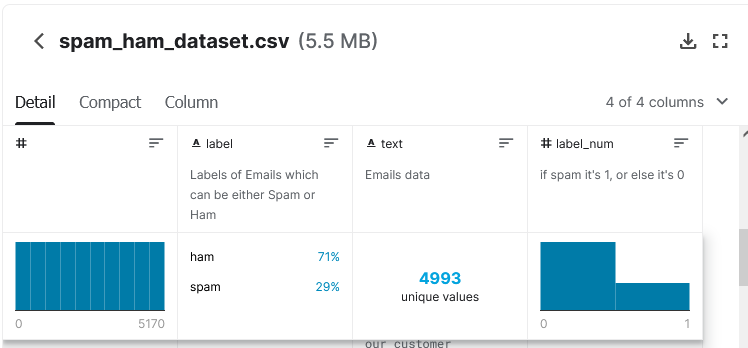 spam_ham_dataset.csv (5.5 MB)
Detail Compact Column 4 of 4 columns
# A label A text # label_num
Labels of Emails which
can be either Spam or
Ham
Emails data
if spam it's 1, or else it's 0
ham 71%
spam 29%
4993
unique values
0 5170
0 1
our customer